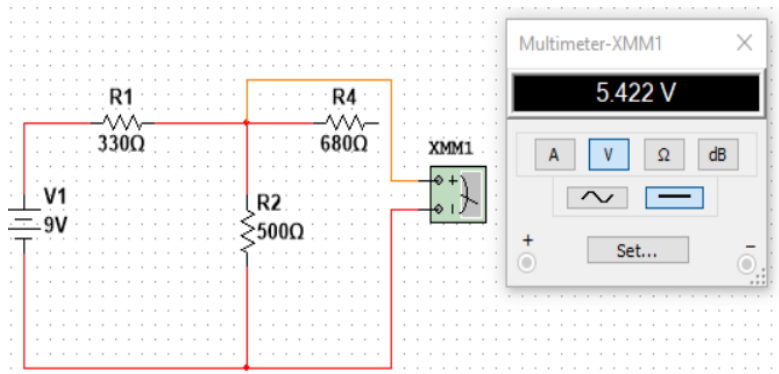 Multimeter-XMM1
5.422 V
A V Ω dB
Set...
+ -
R1
330Ω
R4
680Ω
XMM1
+
V1
9V
R2
500Ω